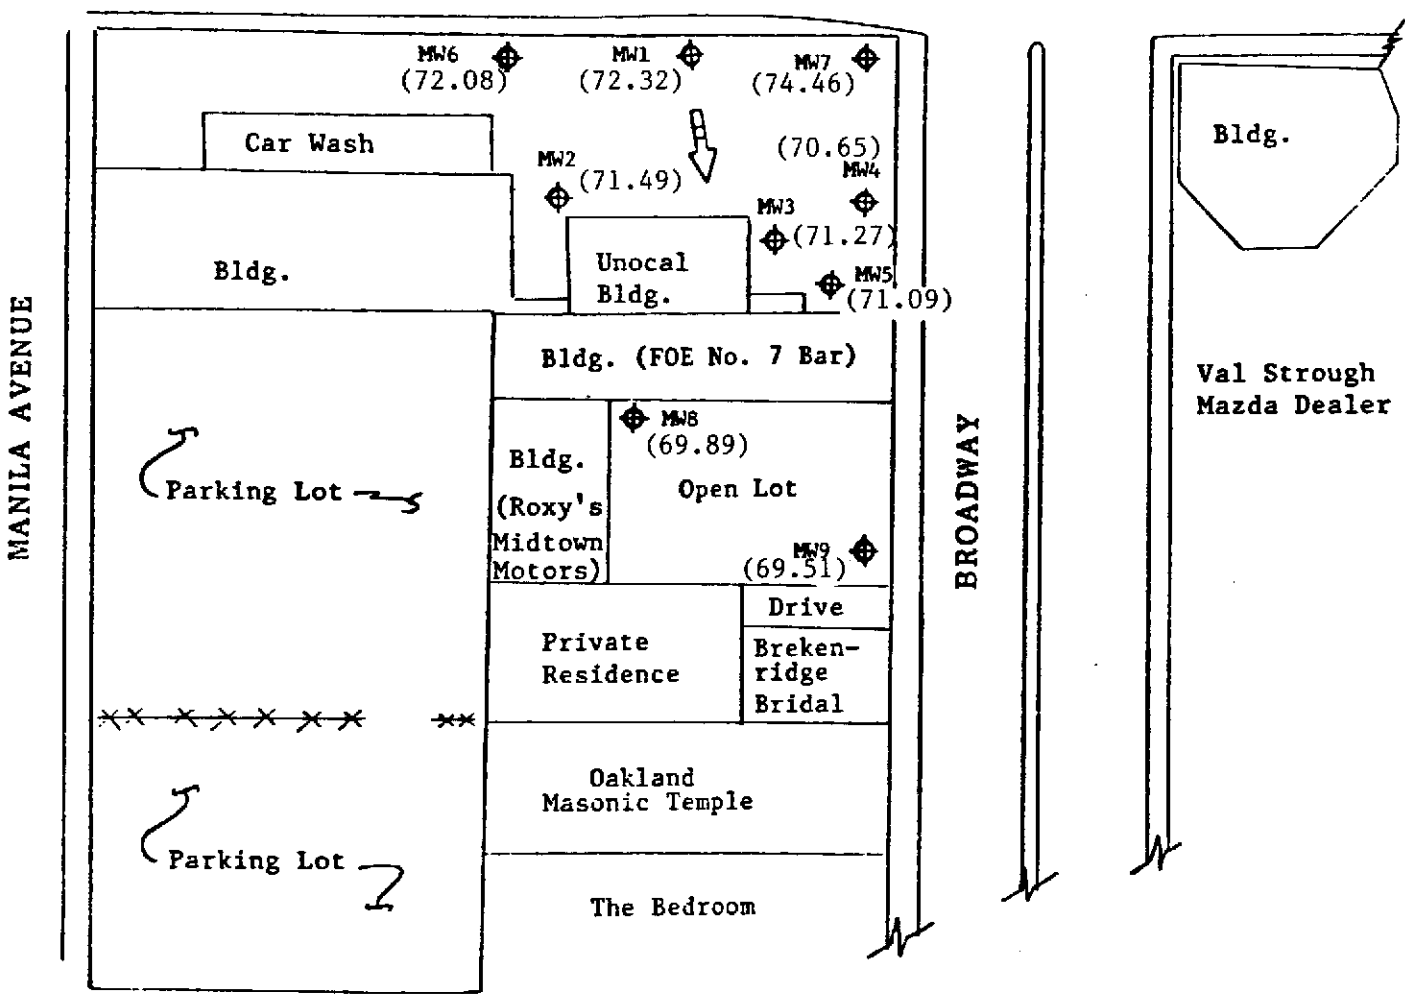 MW6
(72.08)
MW1
(72.32)
MW7
(74.46)
Car Wash
MW2
(71.49)
(70.65)
MW4
MW3
(71.27)
Bldg.
Unocal
Bldg.
MW5
(71.09)
Bldg. (FOE No. 7 Bar)
MW8
(69.89)
Bldg.
(Roxy's
Midtown
Motors)
Open Lot
MW9
(69.51)
Parking Lot
Drive
Private
Residence
Breken-
ridge
Bridal
Oakland
Masonic Temple
Parking Lot
The Bedroom
MANILA AVENUE
BROADWAY
Bldg.
Val Strough
Mazda Dealer